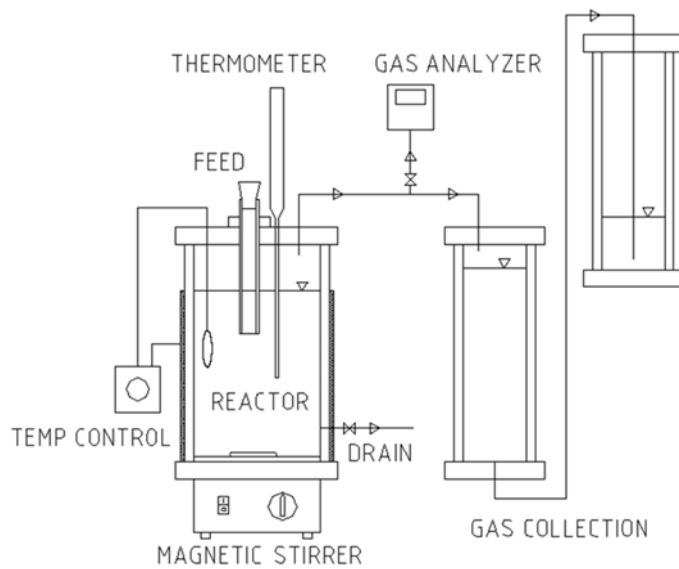 THERMOMETER
GAS ANALYZER
FEED
REACTOR
TEMP CONTROL
DRAIN
GAS COLLECTION
MAGNETIC STIRRER